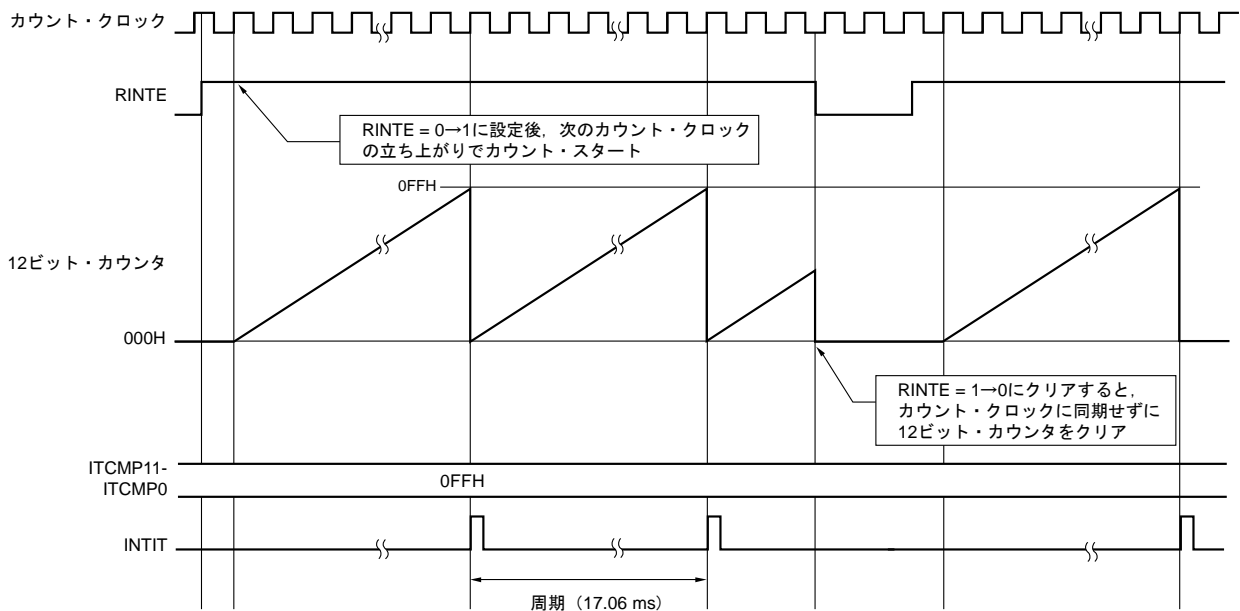 カウント・クロック
RINTE
RINTE = 0→1に設定後，次のカウント・クロック
の立ち上がりでカウント・スタート
0FFH
12ビット・カウンタ
000H
RINTE = 1→0にクリアすると，
カウント・クロックに同期せずに
12ビット・カウンタをクリア
ITCMP11-
ITCMP0
0FFH
INTIT
周期（17.06 ms）